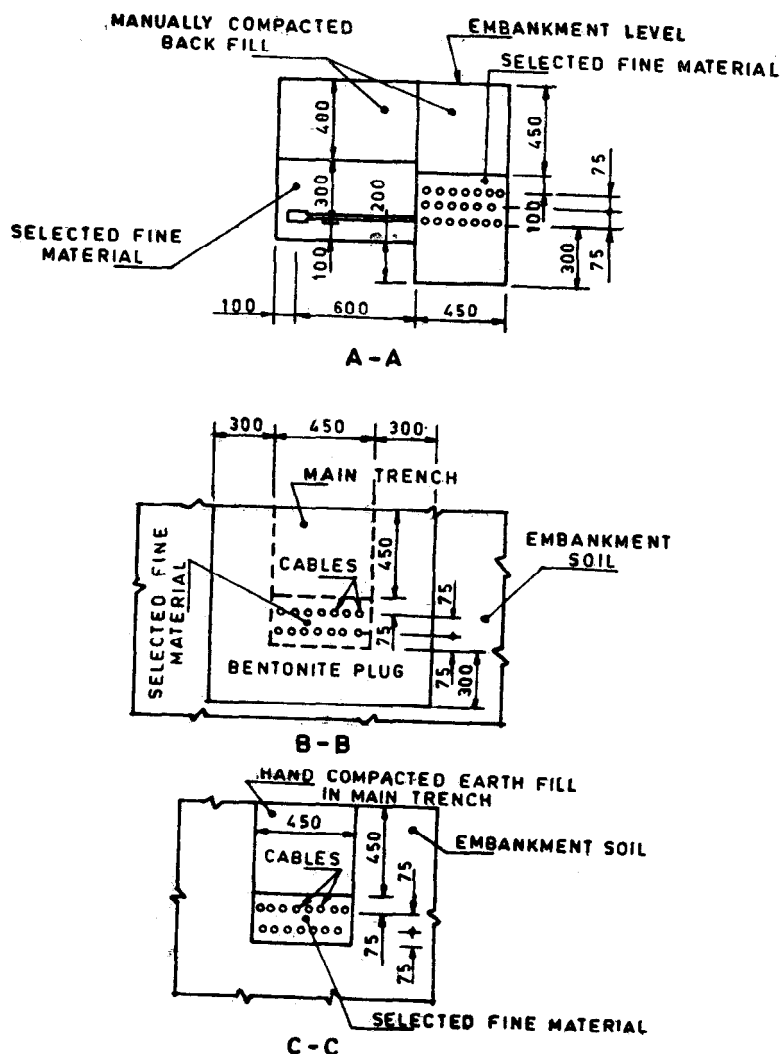 MANUALLY COMPACTED
BACK FILL
EMBANKMENT LEVEL
SELECTED FINE MATERIAL
400
450
75
300
200
100
SELECTED FINE
MATERIAL
100
300
75
100
600
450
A-A
300
450
300
MAIN TRENCH
EMBANKMENT
SOIL
SELECTED FINE
MATERIAL
CABLES
450
75
75
BENTONITE PLUG
75
300
B-B
HAND COMPACTED EARTH FILL
IN MAIN TRENCH
450
450
EMBANKMENT SOIL
CABLES
75
75
75
SELECTED FINE MATERIAL
C-C